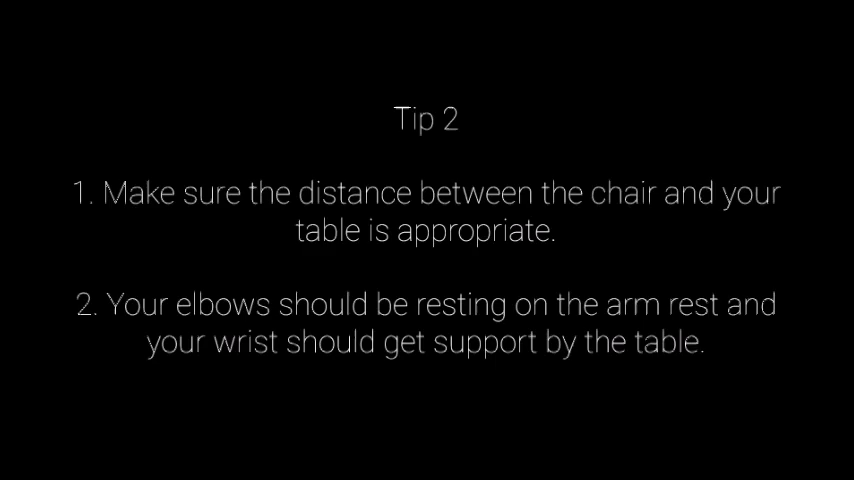 Tip 2
1. Make sure the distance between the chair and your
table is appropriate.
2. Your elbows should be resting on the arm rest and
your wrist should get support by the table.